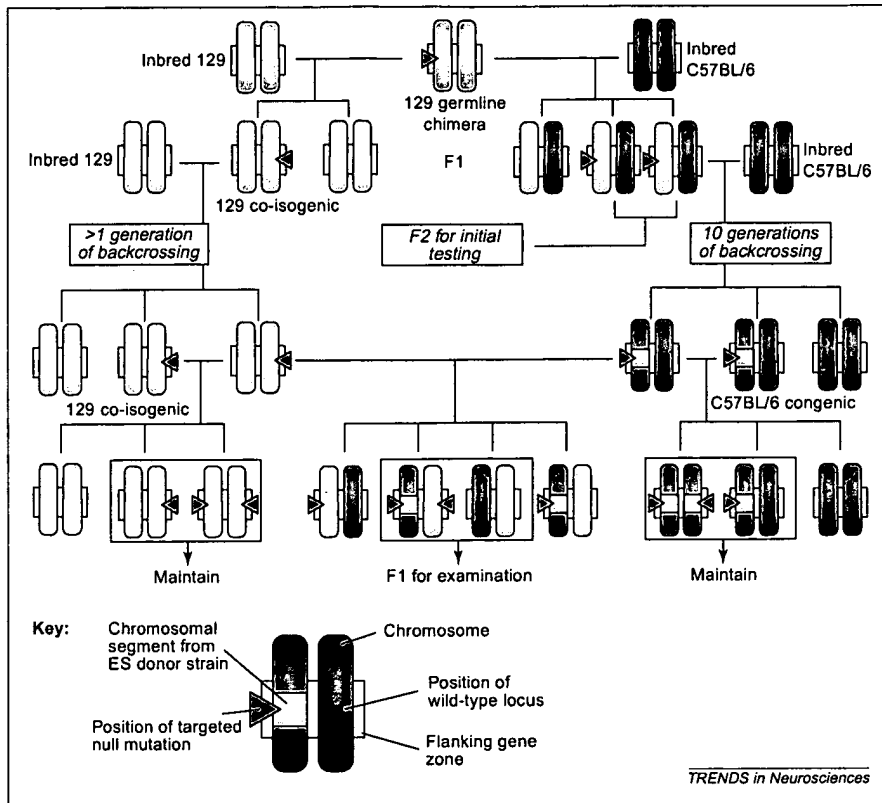 Inbred 129
Inbred
C57BL/6
129 germline
chimera
Inbred 129
F1
Inbred
C57BL/6
129 co-isogenic
>1 generation
of backcrossing
F2 for initial
testing
10 generations
of backcrossing
129 co-isogenic
C57BL/6 congenic
Maintain
F1 for examination
Maintain
Key:
Chromosomal
segment from
ES donor strain
Chromosome
Position of
wild-type locus
Position of targeted
null mutation
Flanking gene
zone
TRENDS in Neurosciences